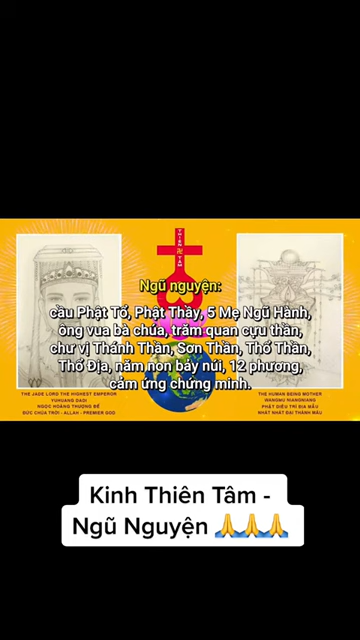 THIÊN 卍 TÂM
Ngũ nguyện:
cầu Phật Tổ, Phật Thầy, 5 Mẹ Ngũ Hành,
ông vua bà chúa, trăm quan cựu thần,
chư vị Thánh Thần, Sơn Thần, Thổ Thần,
Thổ Địa, năm non bảy núi, 12 phương,
cảm ứng chứng minh.
THE JADE LORD THE HIGHEST EMPEROR
YUHUANG DADI
NGỌC HOÀNG THƯỢNG ĐẾ
ĐỨC CHÚA TRỜI - ALLAH - PREMIER GOD
THE HUMAN BEING MOTHER
WANGMU NIANGNIANG
PHẬT DIÊU TRÌ ĐỊA MẪU
NHẤT NHẤT ĐẠI THÁNH MẪU
Kinh Thiên Tâm -
Ngũ Nguyện 🙏🙏🙏